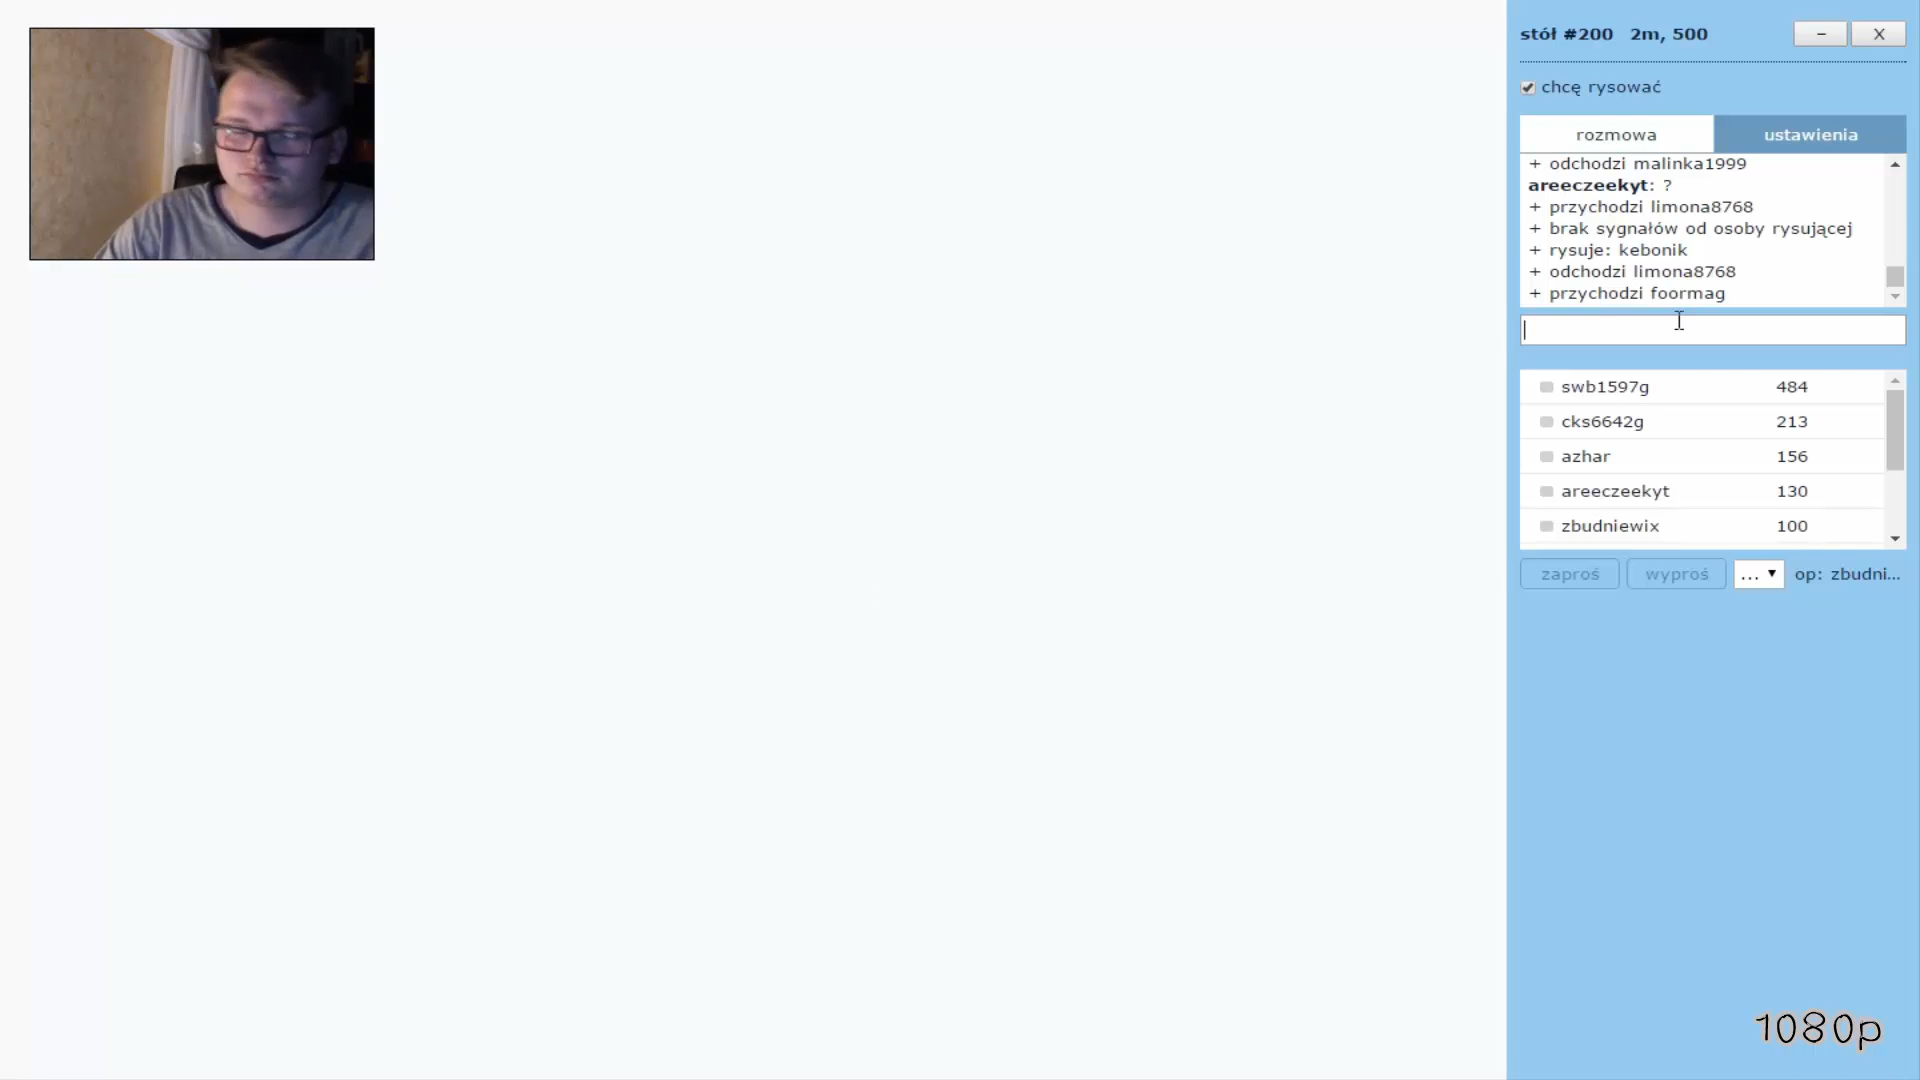 stół #200 2m, 500
– X
chcę rysować
rozmowa ustawienia
+ odchodzi malinka1999
areeczeekyt: ?
+ przychodzi limona8768
+ brak sygnałów od osoby rysującej
+ rysuje: kebonik
+ odchodzi limona8768
+ przychodzi foormag
swb1597g 484
cks6642g 213
azhar 156
areeczeekyt 130
zbudniewix 100
zaproś wyproś ... op: zbudni...
1080p